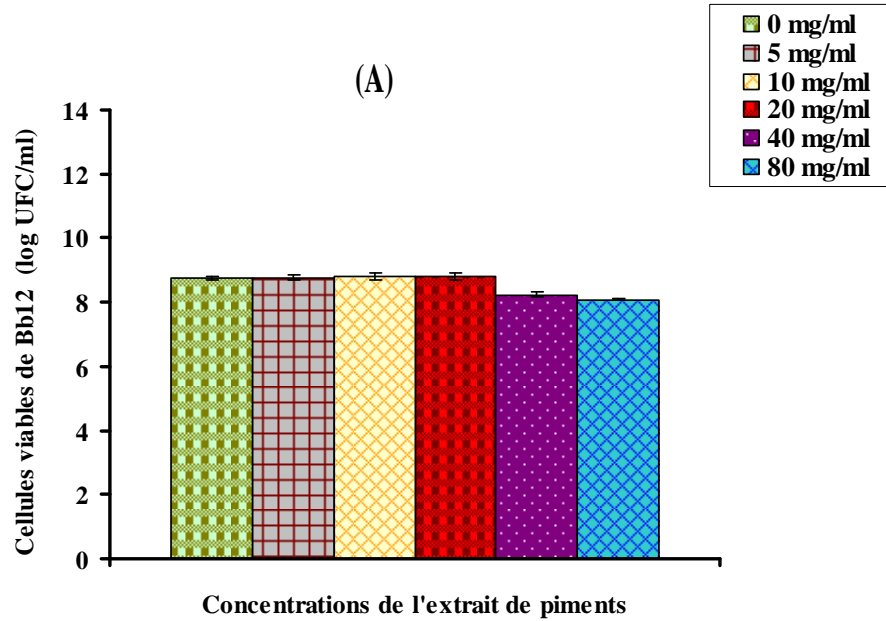 0 mg/ml
5 mg/ml
10 mg/ml
20 mg/ml
40 mg/ml
80 mg/ml
(A)
14
12
10
8
6
4
2
0
Cellules viables de Bb12 (log UFC/ml)
Concentrations de l'extrait de piments